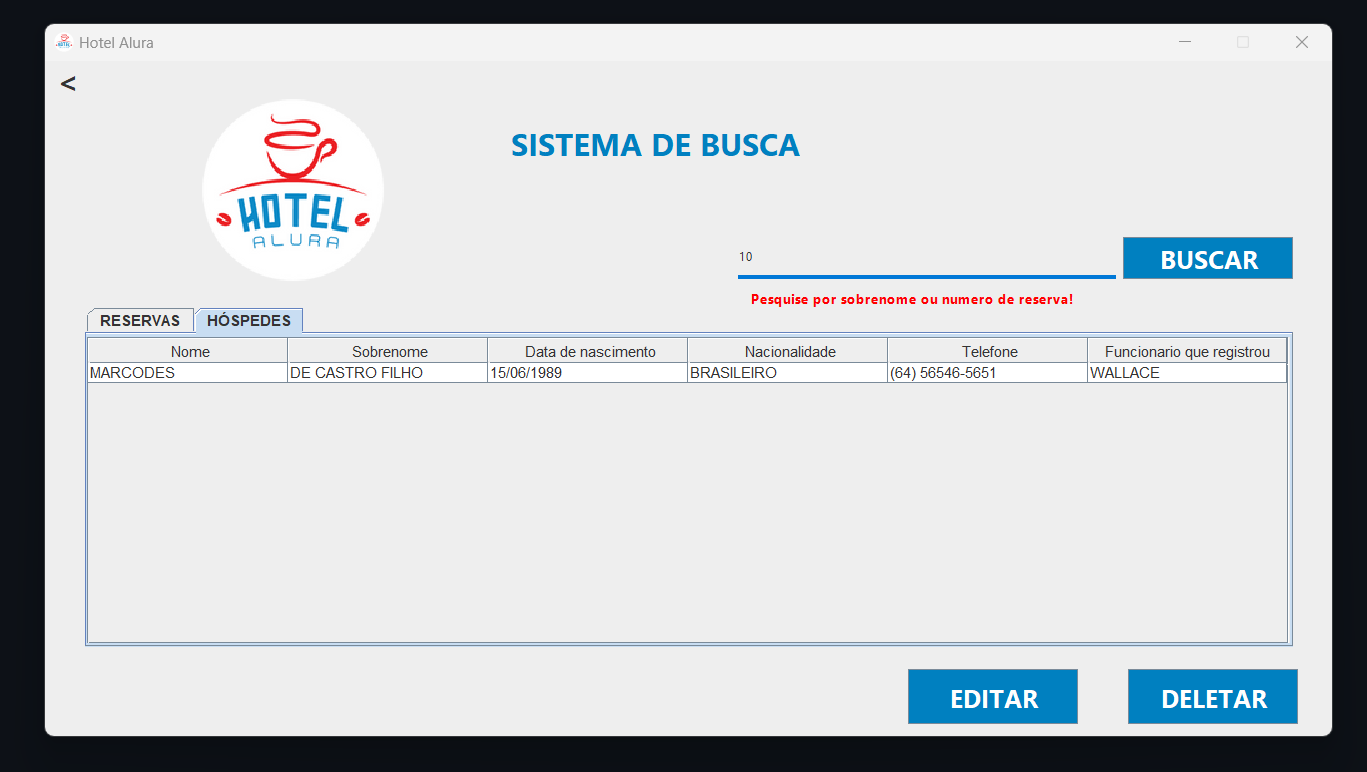 Hotel Alura
<
HOTEL
ALURA
SISTEMA DE BUSCA
10
BUSCAR
Pesquise por sobrenome ou numero de reserva!
RESERVAS HÓSPEDES
Nome Sobrenome Data de nascimento Nacionalidade Telefone Funcionario que registrou
MARCODES DE CASTRO FILHO 15/06/1989 BRASILEIRO (64) 56546-5651 WALLACE
EDITAR DELETAR